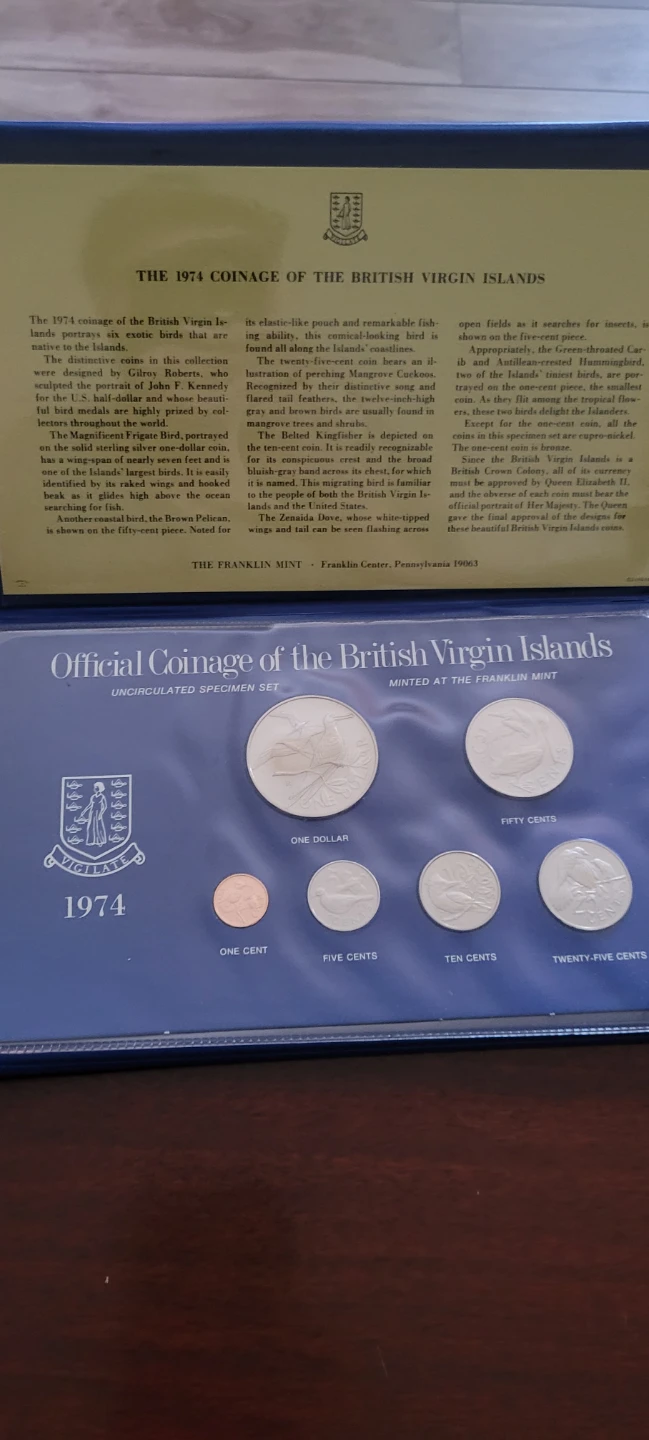 VIGILATE
THE 1974 COINAGE OF THE BRITISH VIRGIN ISLANDS
The 1974 coinage of the British Virgin Is-
lands portrays six exotic birds that are
native to the Islands.
The distinctive coins in this collection
were designed by Gilroy Roberts, who
sculpted the portrait of John F. Kennedy
for the U.S. half-dollar and whose beauti-
ful bird medals are highly prized by col-
lectors throughout the world.
The Magnificent Frigate Bird, portrayed
on the solid sterling silver one-dollar coin,
has a wing-span of nearly seven feet and is
one of the Islands' largest birds. It is easily
identified by its raked wings and hooked
beak as it glides high above the ocean
searching for fish.
Another coastal bird, the Brown Pelican,
is shown on the fifty-cent piece. Noted for
its elastic-like pouch and remarkable fish-
ing ability, this comical-looking bird is
found all along the Islands' coastlines.
The twenty-five-cent coin bears an il-
lustration of perching Mangrove Cuckoos.
Recognized by their distinctive song and
flared tail feathers, the twelve-inch-high
gray and brown birds are usually found in
mangrove trees and shrubs.
The Belted Kingfisher is depicted on
the ten-cent coin. It is readily recognizable
for its conspicuous crest and the broad
bluish-gray band across its chest, for which
it is named. This migrating bird is familiar
to the people of both the British Virgin Is-
lands and the United States.
The Zenaida Dove, whose white-tipped
wings and tail can be seen flashing across
open fields as it searches for insects, is
shown on the five-cent piece.
Appropriately, the Green-throated Car-
ib and Antillean-crested Hummingbird,
two of the Islands' tiniest birds, are por-
trayed on the one-cent piece, the smallest
coin. As they flit among the tropical flow-
ers, these two birds delight the Islanders.
Except for the one-cent coin, all the
coins in this specimen set are cupro-nickel.
The one-cent coin is bronze.
Since the British Virgin Islands is a
British Crown Colony, all of its currency
must be approved by Queen Elizabeth II,
and the obverse of each coin must bear the
official portrait of Her Majesty. The Queen
gave the final approval of the designs for
these beautiful British Virgin Islands coins.
THE FRANKLIN MINT • Franklin Center, Pennsylvania 19063
Official Coinage of the British Virgin Islands
UNCIRCULATED SPECIMEN SET
MINTED AT THE FRANKLIN MINT
ONE DOLLAR
FIFTY CENTS
VIGILATE
1974
ONE CENT
FIVE CENTS
TEN CENTS
TWENTY-FIVE CENTS